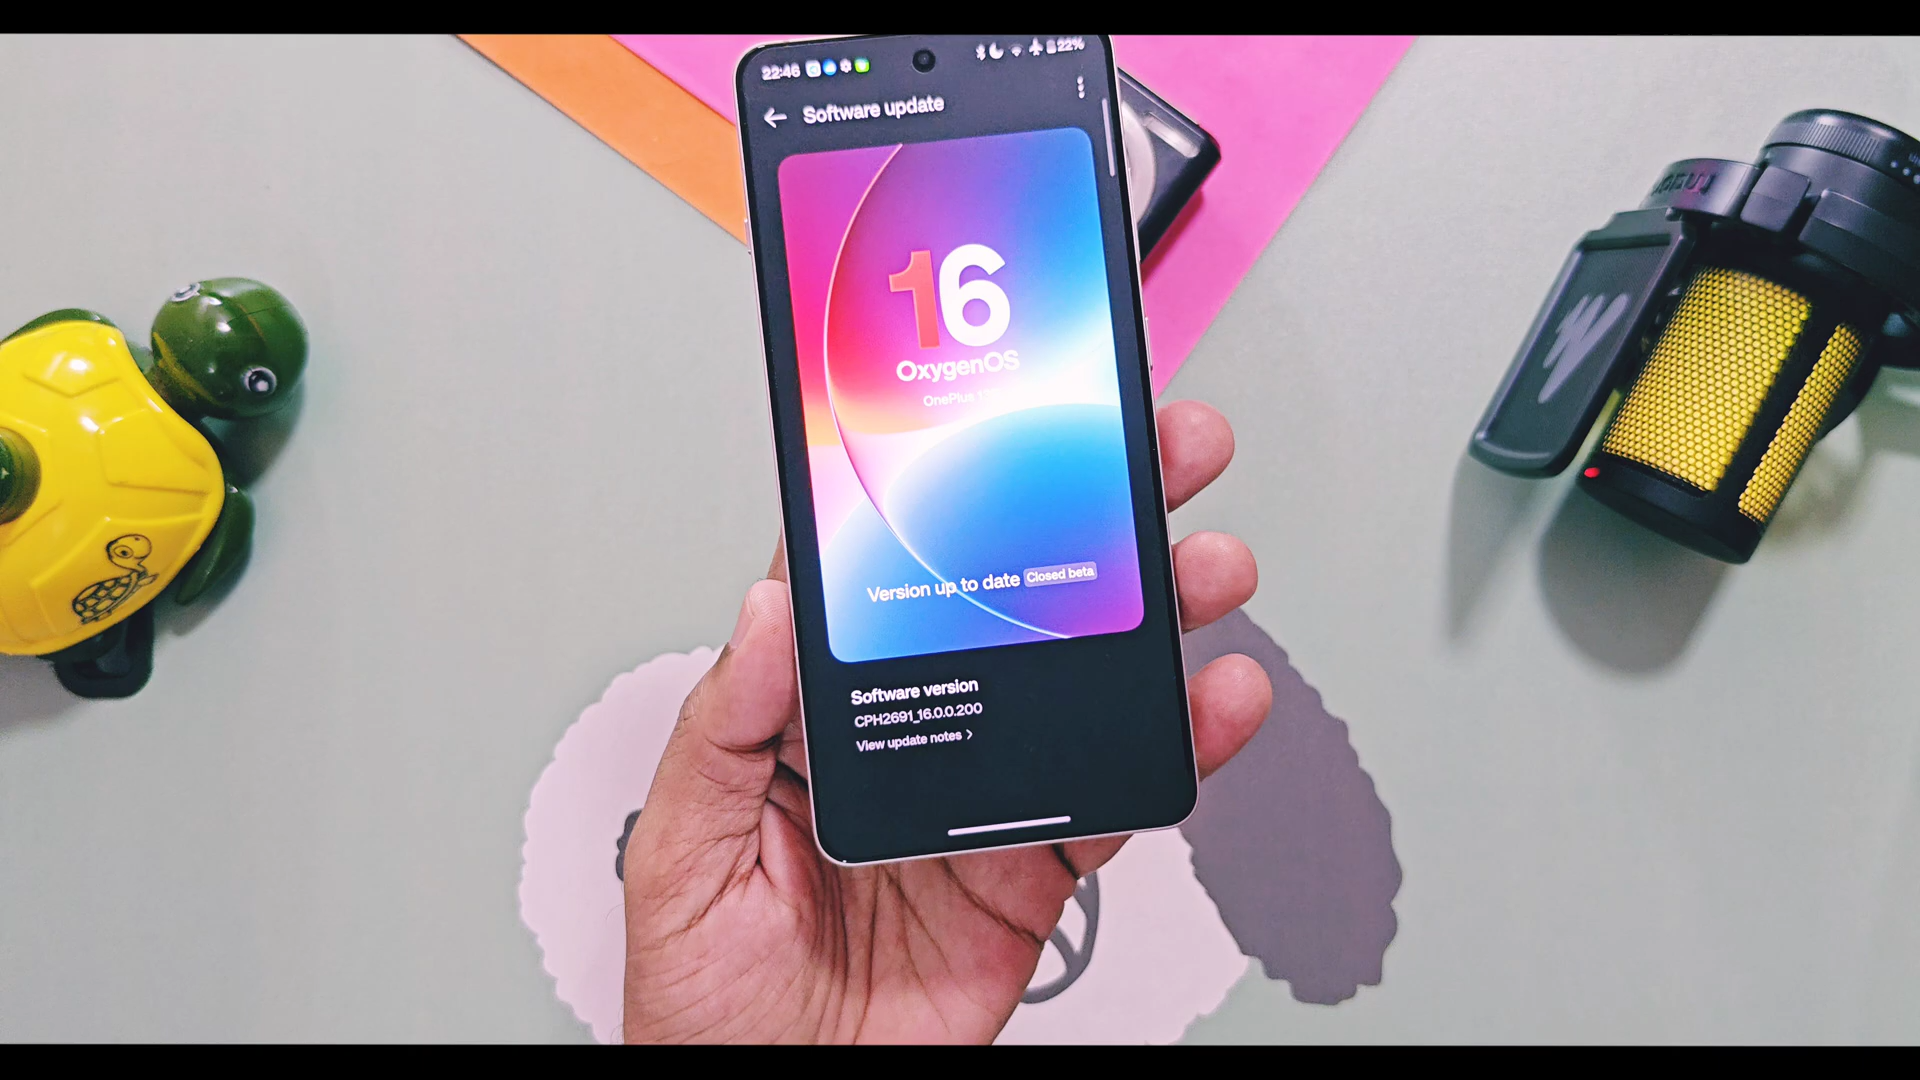 22:46 22%
Software update
16
OxygenOS
OnePlus
Version up to date Closed beta
Software version
CPH2691_16.0.0.200
View update notes >